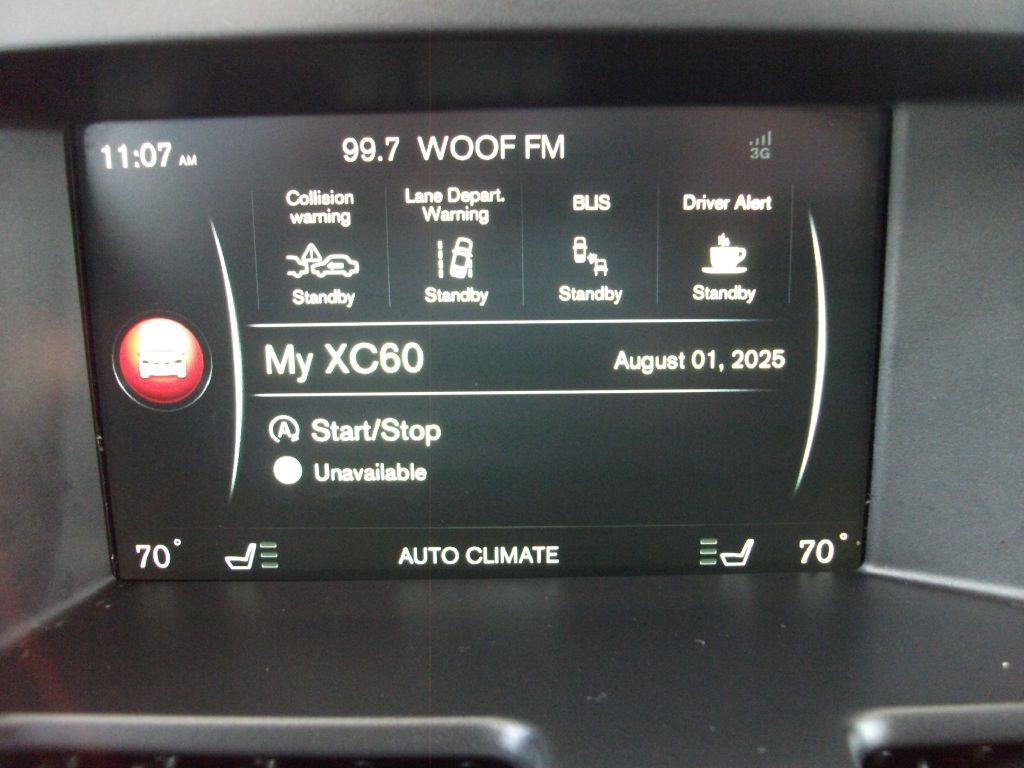 11:07 AM
99.7 WOOF FM
3G
Collision
warning
Standby
Lane Depart.
Warning
Standby
BLIS
Standby
Driver Alert
Standby
My XC60
August 01, 2025
A Start/Stop
Unavailable
70°
AUTO CLIMATE
70°